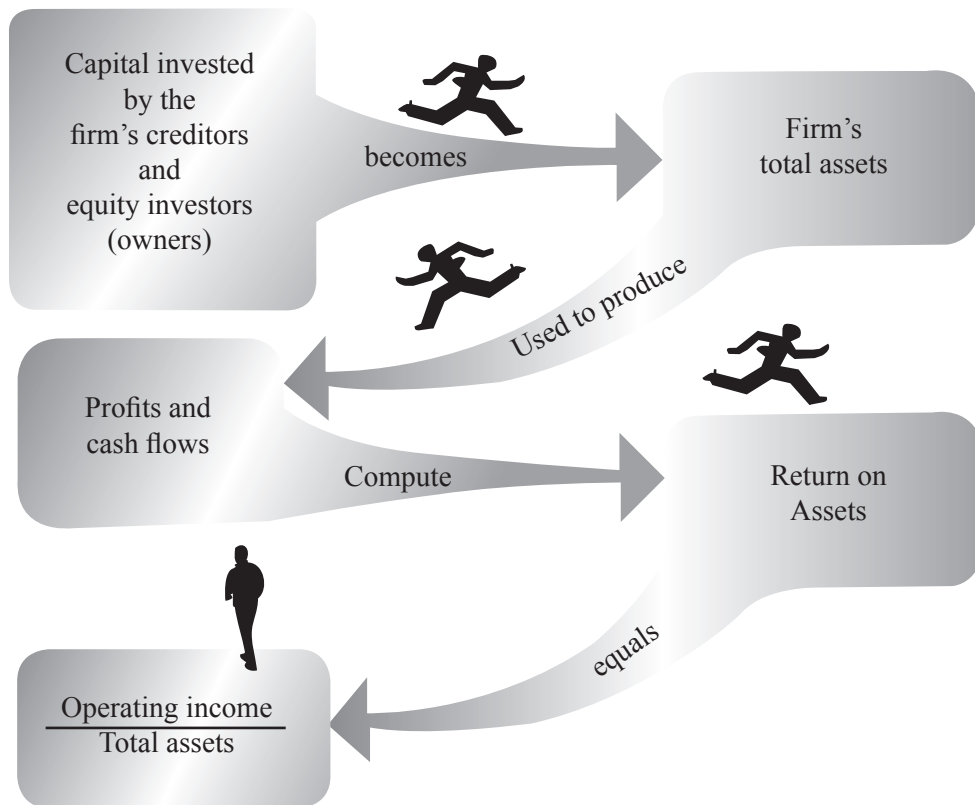 Capital invested
by the
firm's creditors
and
equity investors
(owners)
becomes
Firm's
total assets
Used to produce
Profits and
cash flows
Compute
Return on
Assets
equals
Operating income
Total assets